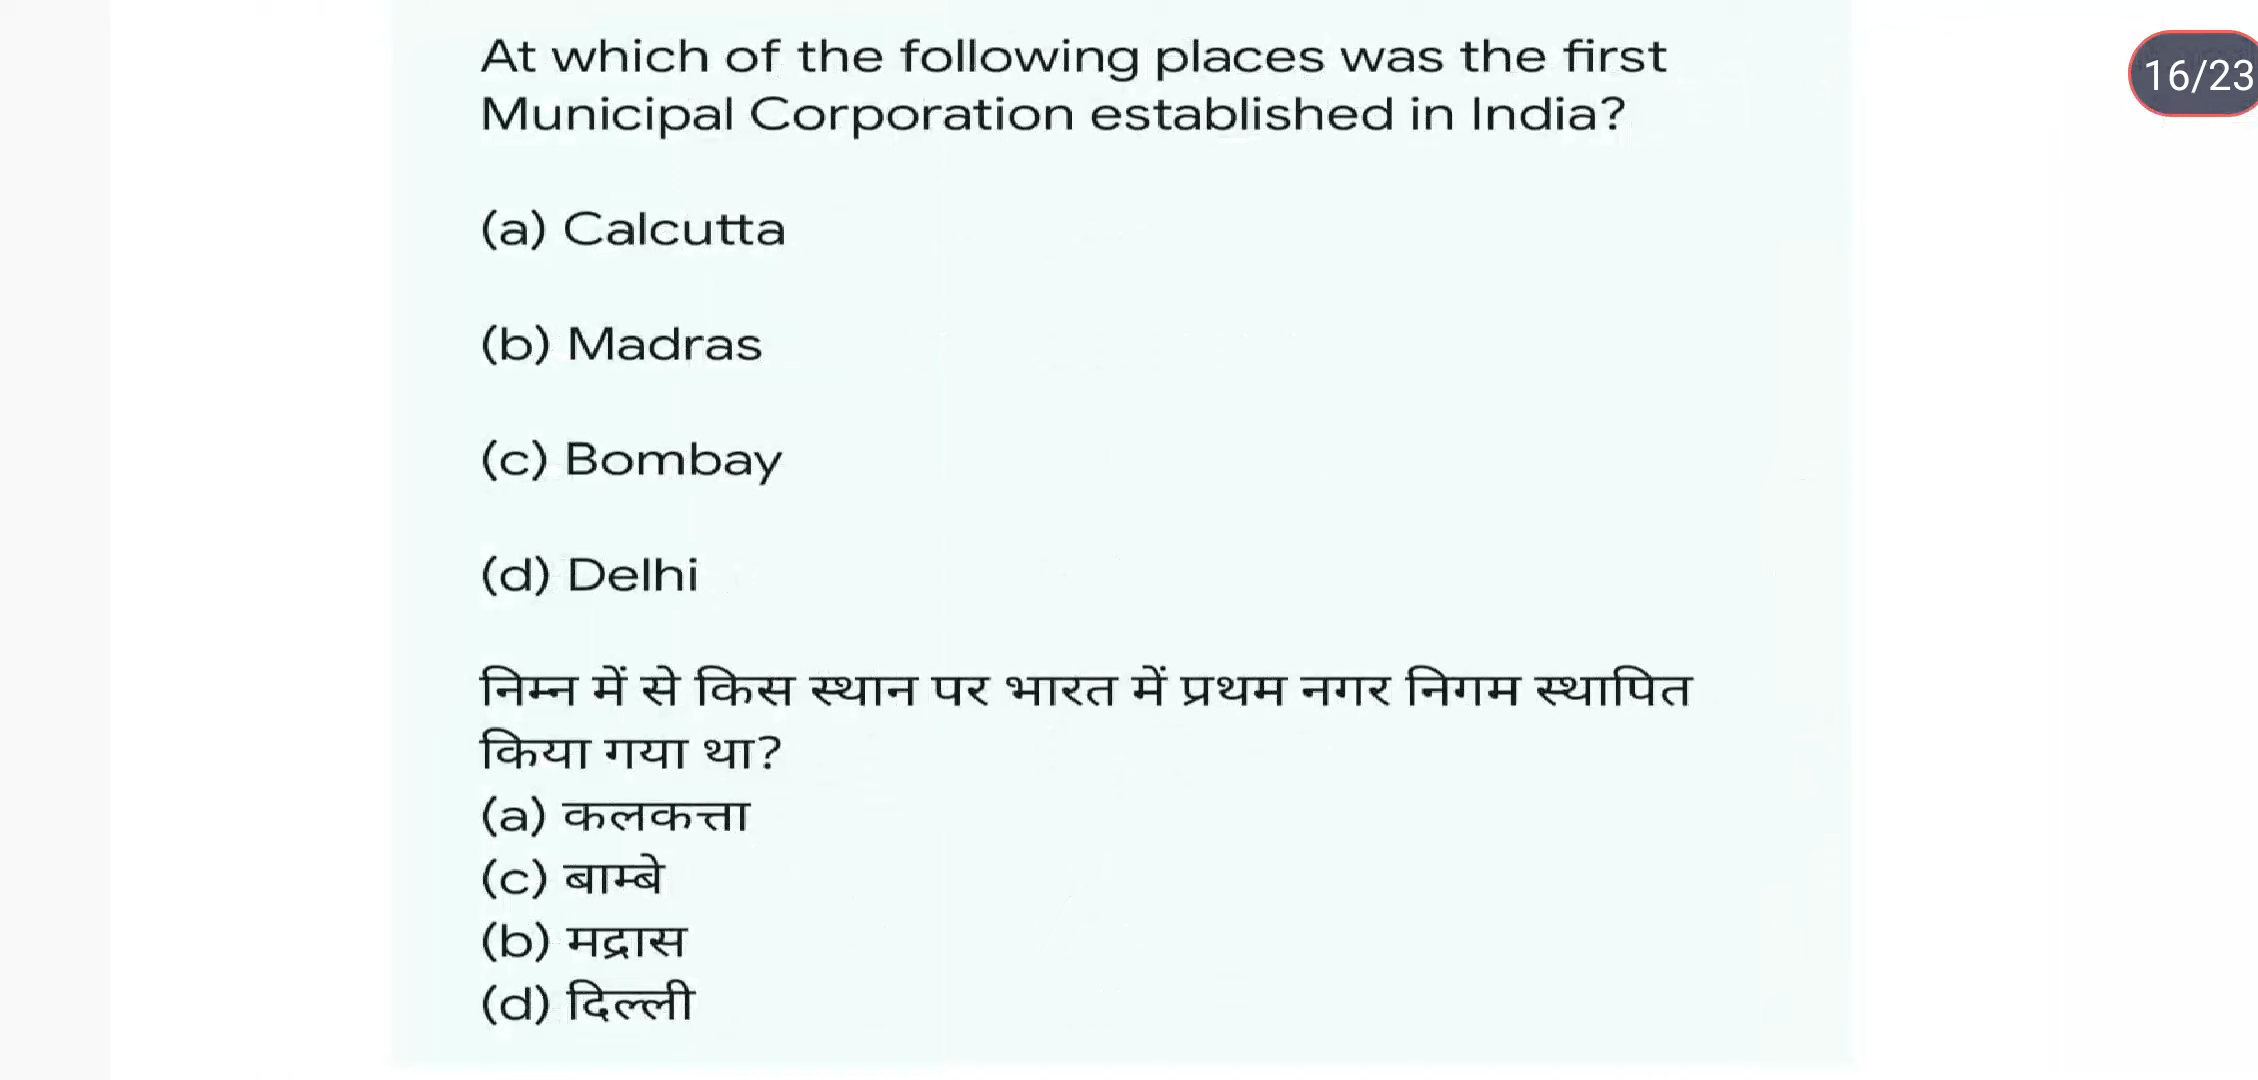 At which of the following places was the first
16/23
Municipal Corporation established in India?
(a) Calcutta
(b) Madras
(c) Bombay
(d) Delhi
निम्न में से किस स्थान पर भारत में प्रथम नगर निगम स्थापित
किया गया था?
(a) कलकत्ता
(c) बाम्बे
(b) मद्रास
(d) दिल्ली